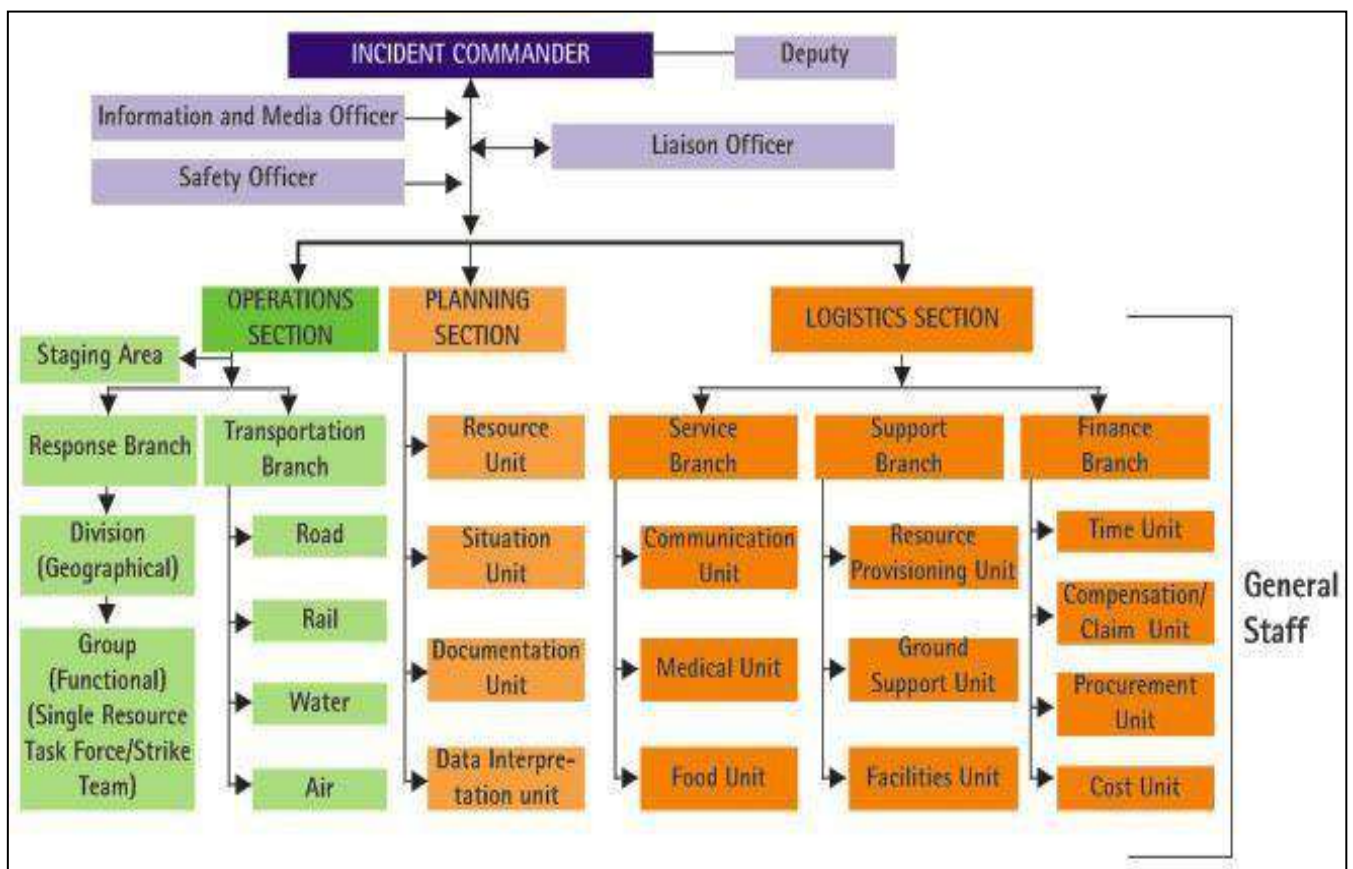 INCIDENT COMMANDER
Deputy
Information and Media Officer
Liaison Officer
Safety Officer
OPERATIONS
SECTION
PLANNING
SECTION
LOGISTICS SECTION
Staging Area
Response Branch
Transportation
Branch
Resource
Unit
Service
Branch
Support
Branch
Finance
Branch
Division
(Geographical)
Road
Situation
Unit
Communication
Unit
Resource
Provisioning Unit
Time Unit
General
Staff
Group
(Functional)
(Single Resource
Task Force/Strike
Team)
Rail
Documentation
Unit
Medical Unit
Ground
Support Unit
Compensation/
Claim Unit
Water
Procurement
Unit
Air
Data Interpre-
tation unit
Food Unit
Facilities Unit
Cost Unit